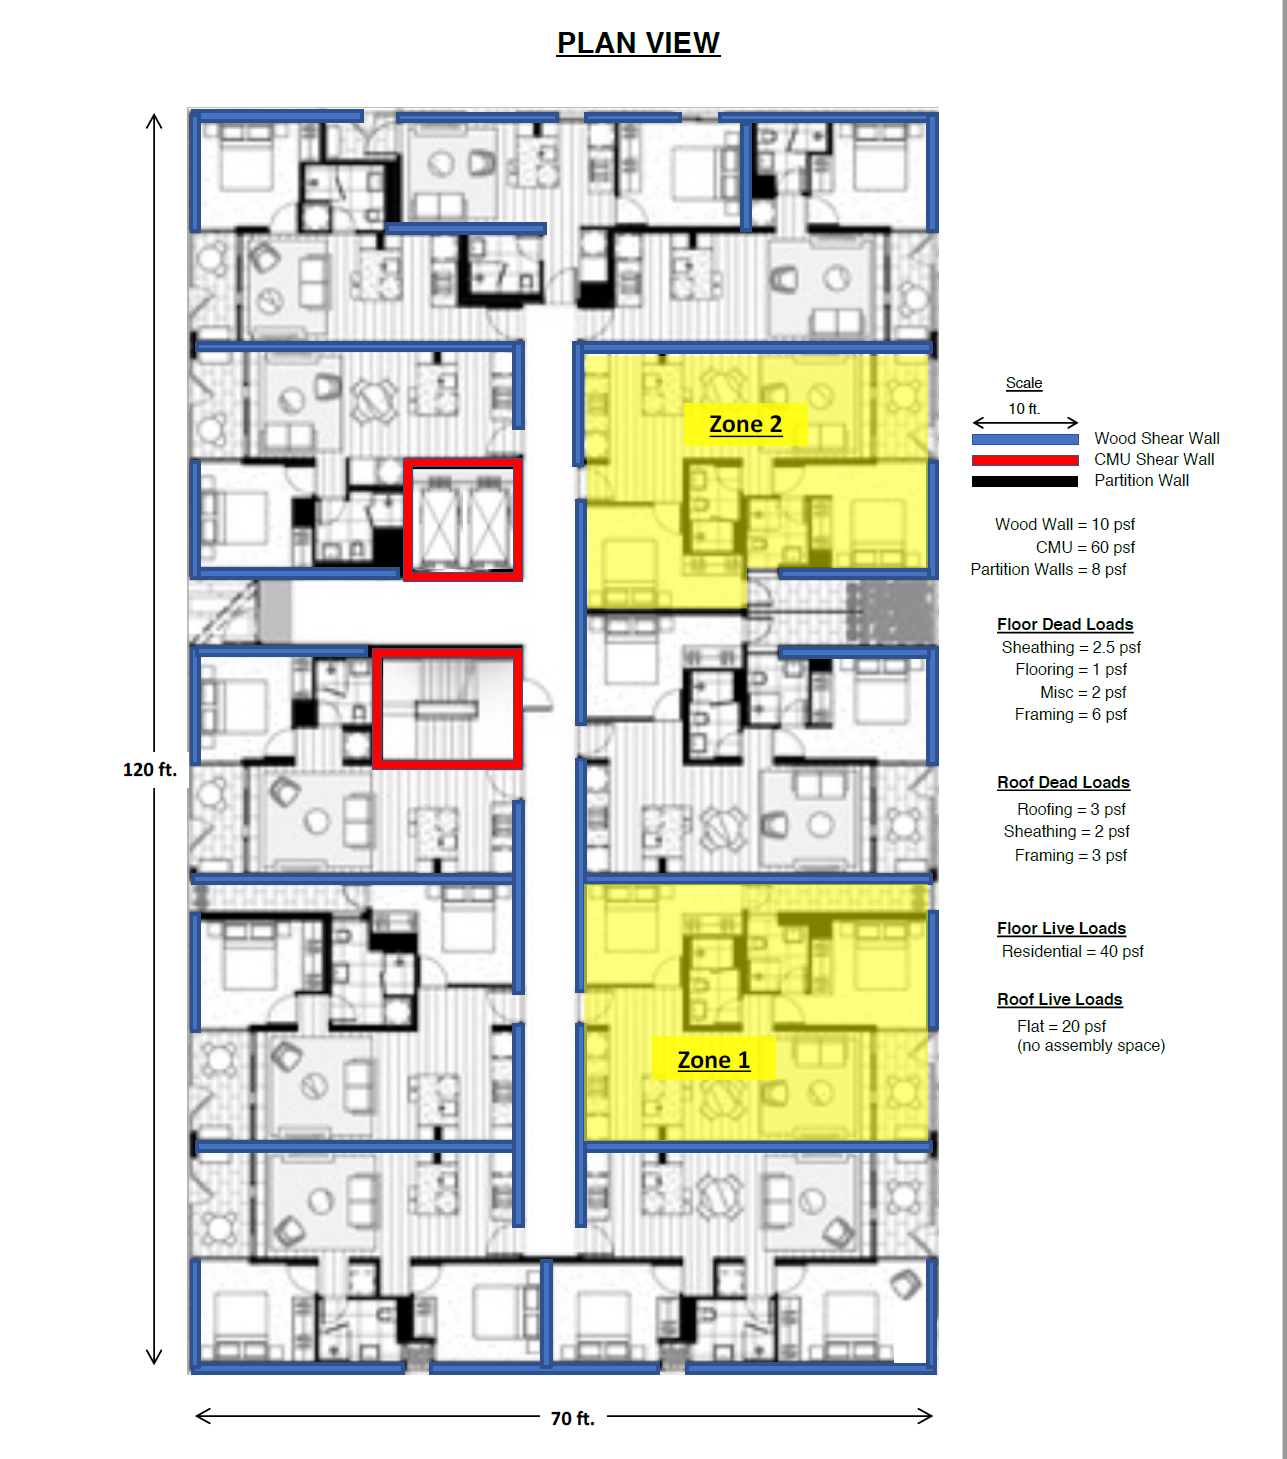 PLAN VIEW
Zone 2
Scale
10 ft.
Wood Shear Wall
CMU Shear Wall
Partition Wall
Wood Wall = 10 psf
CMU = 60 psf
Partition Walls = 8 psf
Floor Dead Loads
Sheathing = 2.5 psf
Flooring = 1 psf
Misc = 2 psf
Framing = 6 psf
120 ft.
Roof Dead Loads
Roofing = 3 psf
Sheathing = 2 psf
Framing = 3 psf
Floor Live Loads
Residential = 40 psf
Roof Live Loads
Flat = 20 psf
(no assembly space)
Zone 1
70 ft.